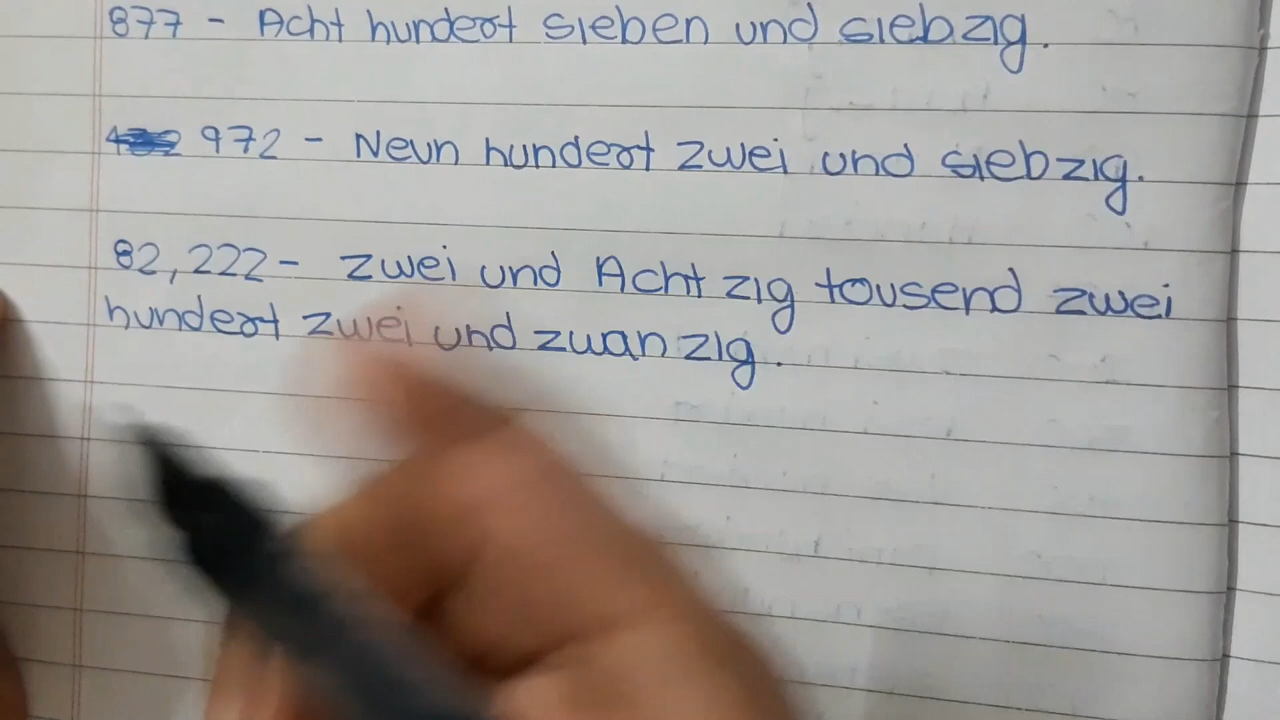 877 - Acht hundert sieben und siebzig.
972 - Neun hundert zwei und siebzig.
82,222 - zwei und Acht zig tousend zwei
hundert zwei und zwanzig.